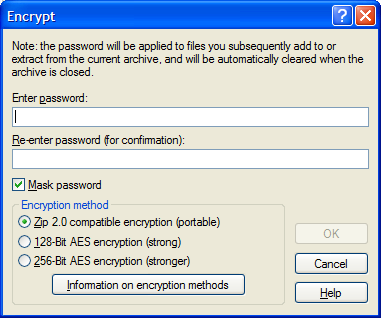 Encrypt
Note: the password will be applied to files you subsequently add to or
extract from the current archive, and will be automatically cleared when the
archive is closed.
Enter password:
Re-enter password (for confirmation):
Mask password
Encryption method
Zip 2.0 compatible encryption (portable)
128-Bit AES encryption (strong)
256-Bit AES encryption (stronger)
Information on encryption methods
OK
Cancel
Help